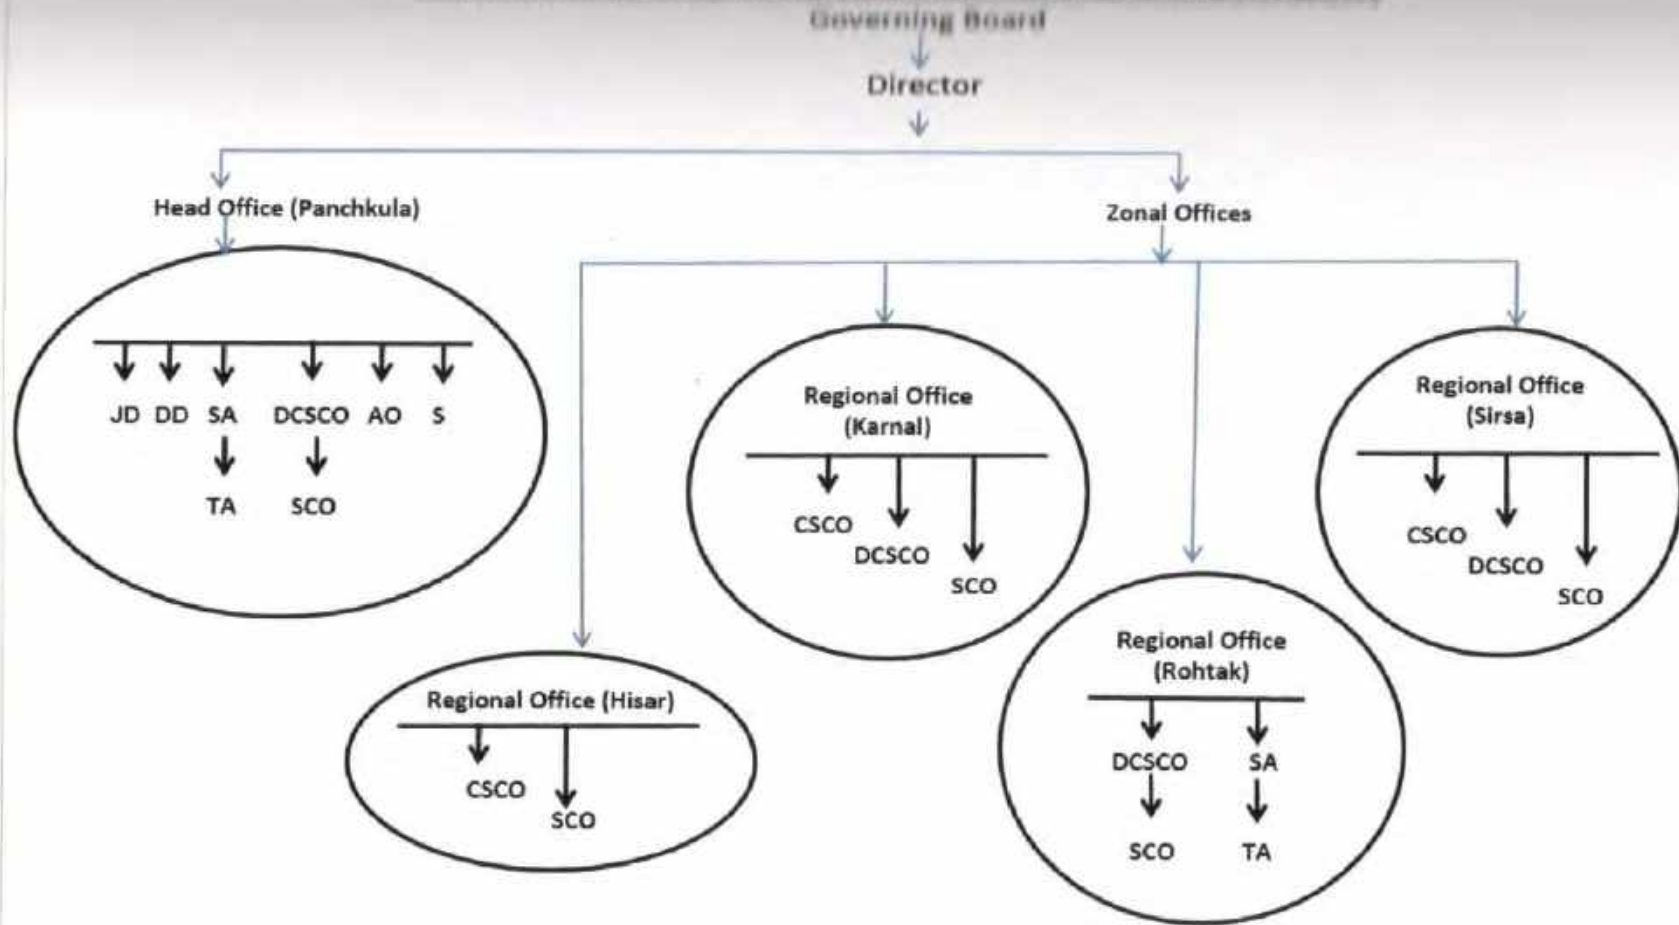 Governing Board
Director
Head Office (Panchkula)
Zonal Offices
JD DD SA DCSCO AO S
TA SCO
Regional Office
(Karnal)
CSCO
DCSCO
SCO
Regional Office
(Sirsa)
CSCO
DCSCO
SCO
Regional Office (Hisar)
CSCO
SCO
Regional Office
(Rohtak)
DCSCO SA
SCO TA